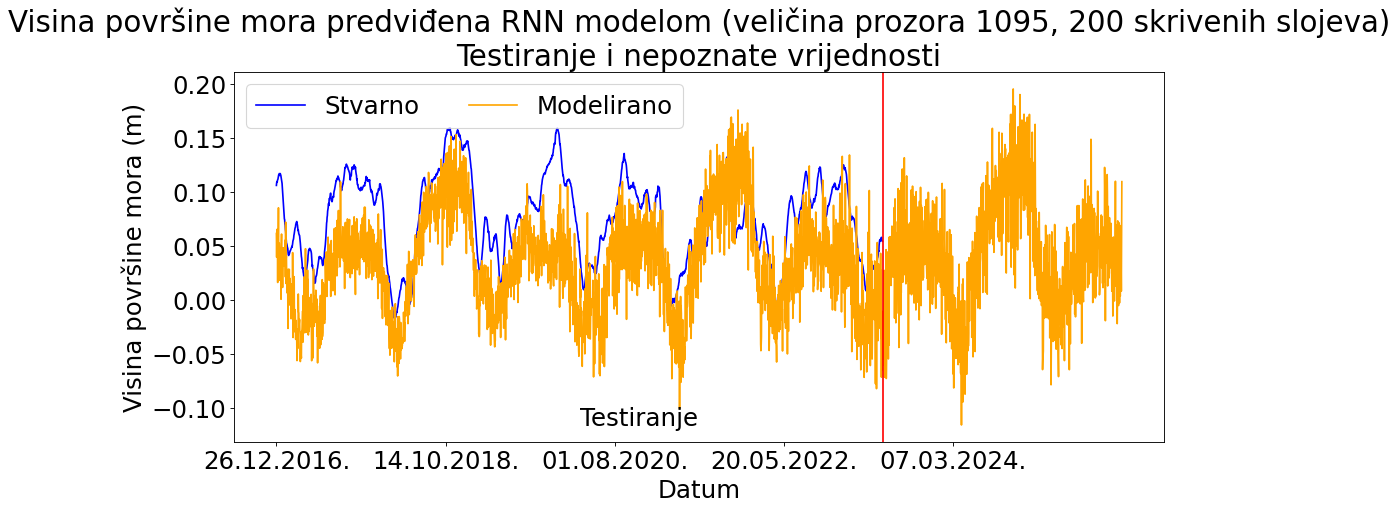 Visina površine mora predviđena RNN modelom (veličina prozora 1095, 200 skrivenih slojeva)
Testiranje i nepoznate vrijednosti
Stvarno
Modelirano
Visina površine mora (m)
0.20
0.15
0.10
0.05
0.00
−0.05
−0.10
Testiranje
26.12.2016.
14.10.2018.
01.08.2020.
20.05.2022.
07.03.2024.
Datum